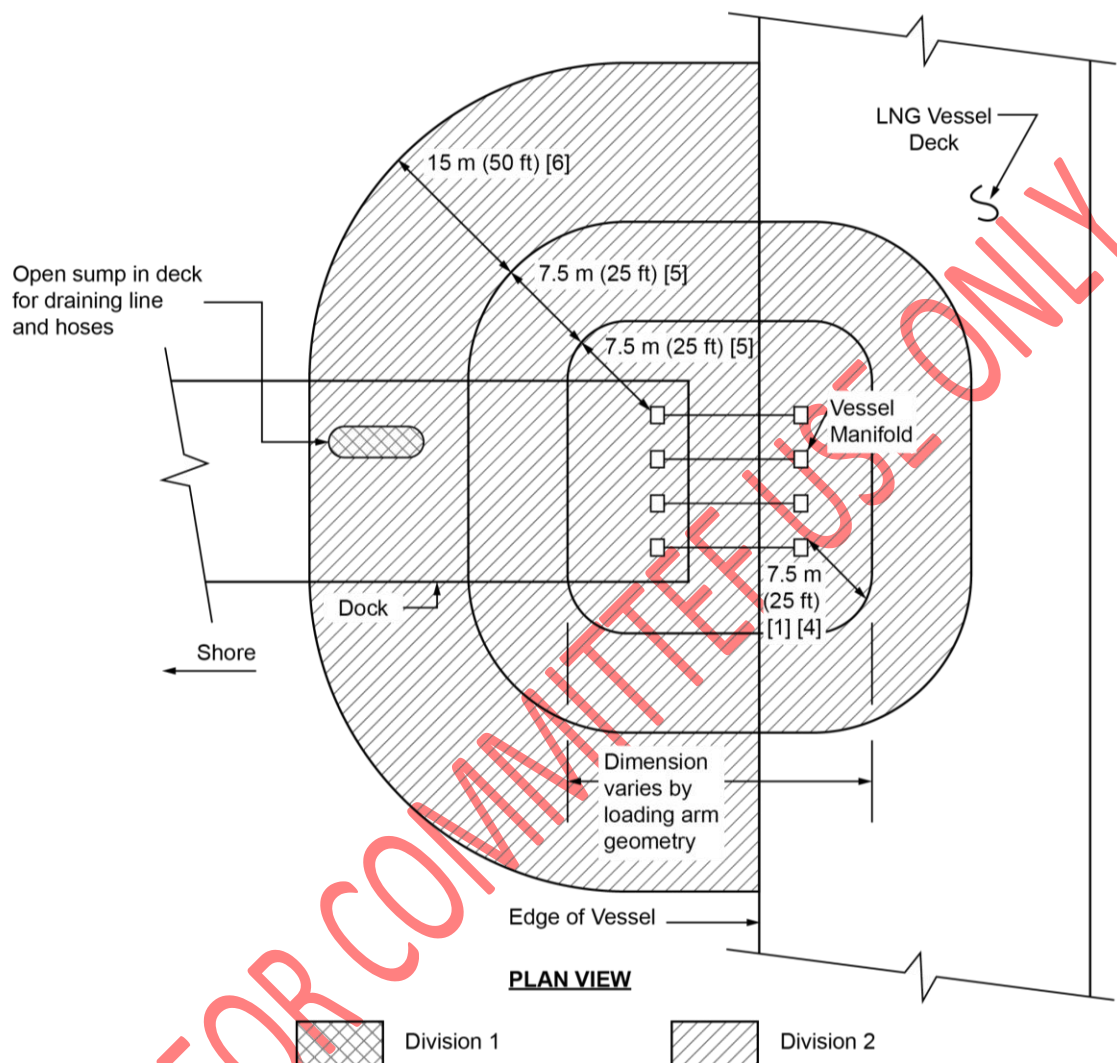 LNG Vessel
Deck
15 m (50 ft) [6]
Open sump in deck
for draining line
and hoses
7.5 m (25 ft) [5]
7.5 m (25 ft) [5]
Vessel
Manifold
7.5 m
(25 ft)
[1] [4]
Dock
Shore
Dimension
varies by
loading arm
geometry
Edge of Vessel
PLAN VIEW
Division 1
Division 2
FOR COMMITTEE USE ONLY